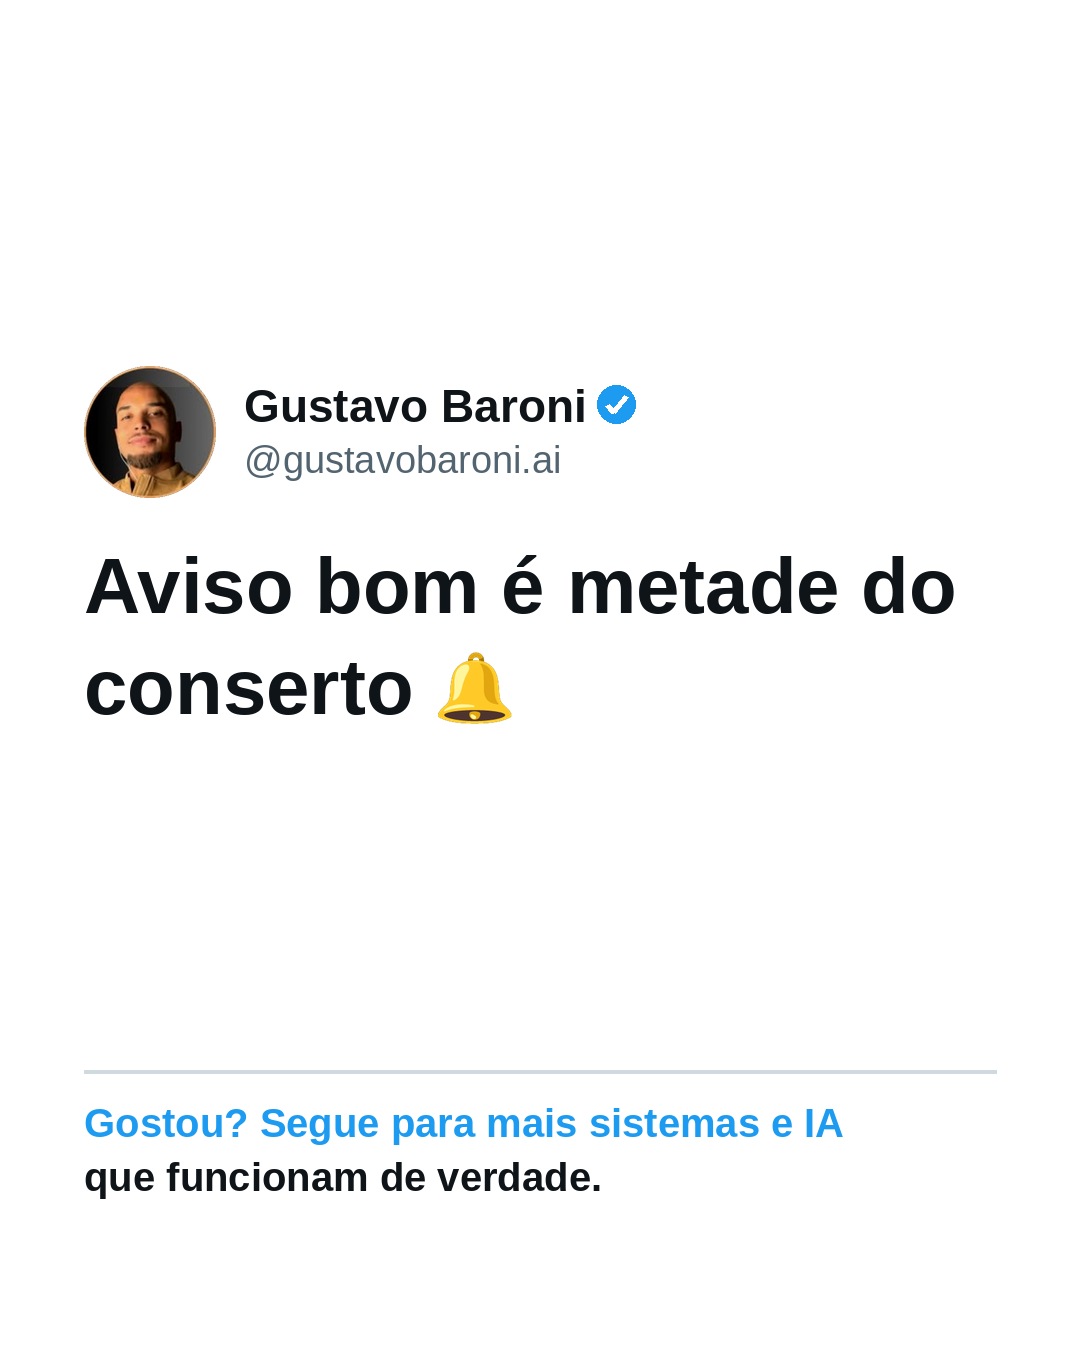 Gustavo Baroni
@gustavobaroni.ai
Aviso bom é metade do
conserto 🔔
Gostou? Segue para mais sistemas e IA
que funcionam de verdade.